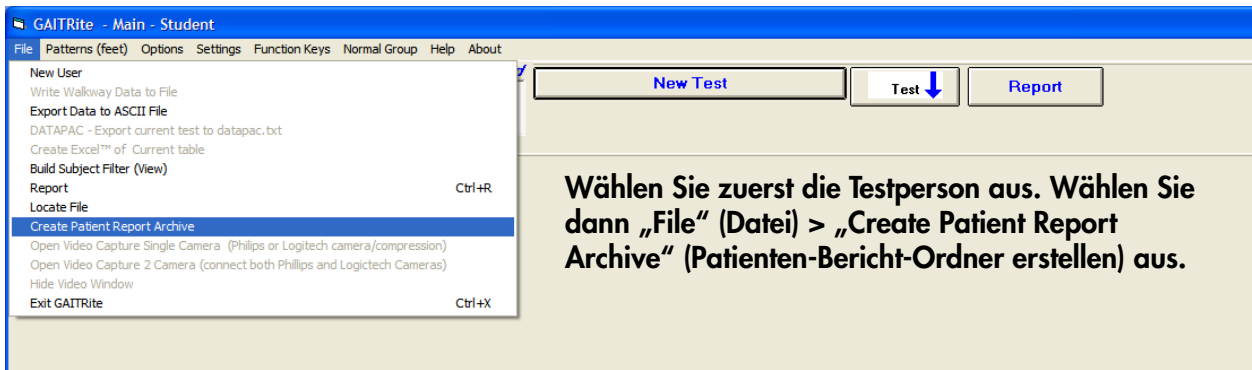 GAITRite - Main - Student
File Patterns (feet) Options Settings Function Keys Normal Group Help About
New User
Write Walkway Data to File
Export Data to ASCII File
DATAPAC - Export current test to datapac.txt
Create Excel™ of Current table
Build Subject Filter (View)
Report Ctrl+R
Locate File
Create Patient Report Archive
Open Video Capture Single Camera (Philips or Logitech camera/compression)
Open Video Capture 2 Camera (connect both Phillips and Logictech Cameras)
Hide Video Window
Exit GAITRite Ctrl+X
New Test
Test
Report
Wählen Sie zuerst die Testperson aus. Wählen Sie
dann „File“ (Datei) > „Create Patient Report
Archive“ (Patienten-Bericht-Ordner erstellen) aus.